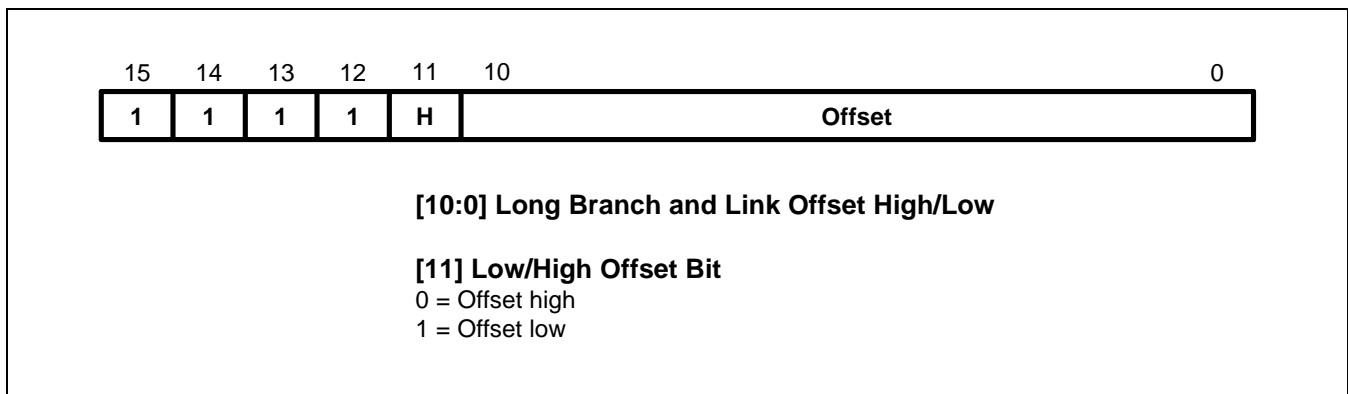 15 14 13 12 11 10 0
1 1 1 1 H Offset
[10:0] Long Branch and Link Offset High/Low
[11] Low/High Offset Bit
0 = Offset high
1 = Offset low